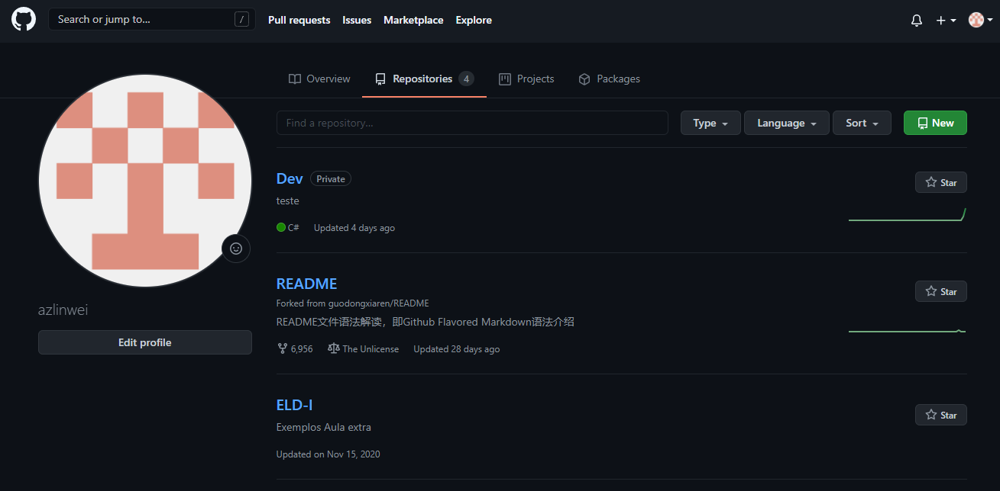 Search or jump to... / Pull requests Issues Marketplace Explore
Overview Repositories 4 Projects Packages
Find a repository... Type Language Sort New
Dev Private Star
teste
C# Updated 4 days ago
README Star
Forked from guodongxiaren/README
README文件语法解读，即Github Flavored Markdown语法介绍
6,956 The Unlicense Updated 28 days ago
ELD-I Star
Exemplos Aula extra
Updated on Nov 15, 2020
azlinwei
Edit profile